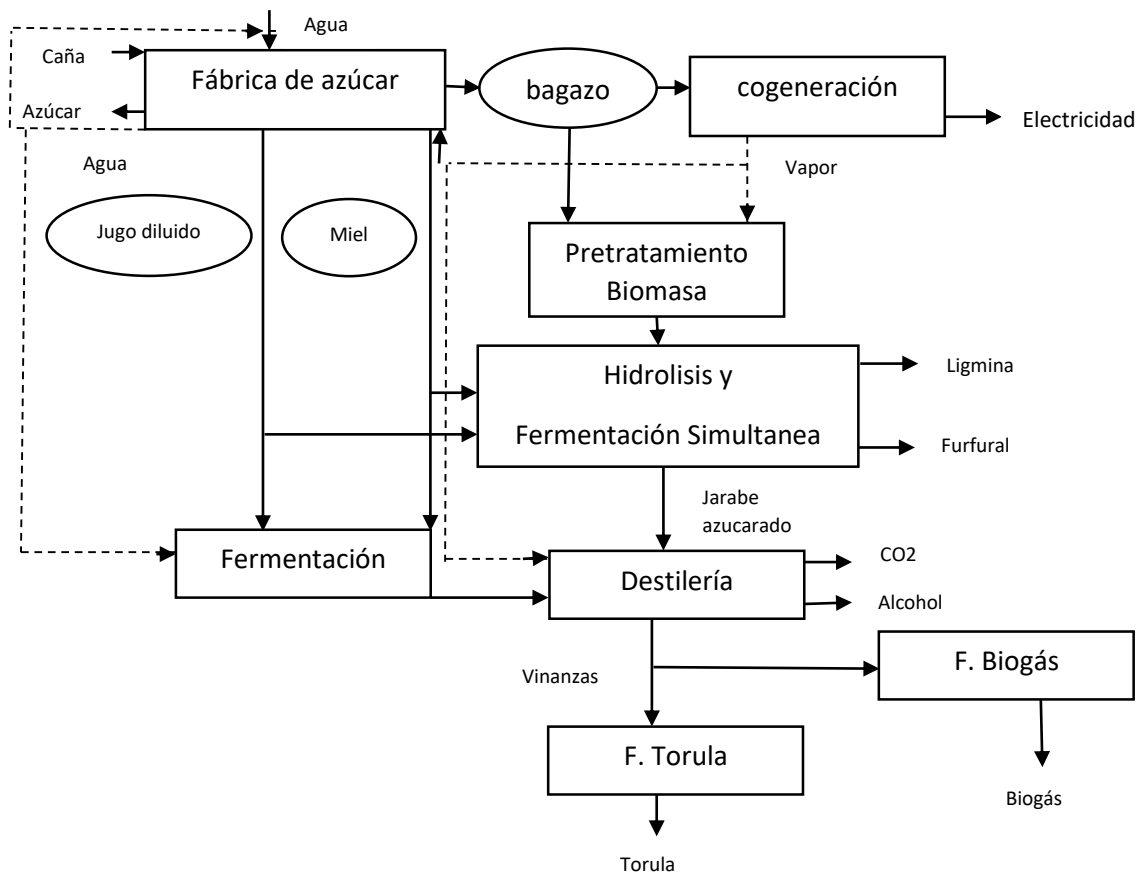 Agua
Caña
Fábrica de azúcar
bagazo
cogeneración
Azúcar
Electricidad
Agua
Vapor
Jugo diluido
Miel
Pretratamiento
Biomasa
Hidrolisis y
Fermentación Simultanea
Ligmina
Furfural
Jarabe
azucarado
Fermentación
Destilería
CO2
Alcohol
Vinanzas
F. Biogás
F. Torula
Biogás
Torula